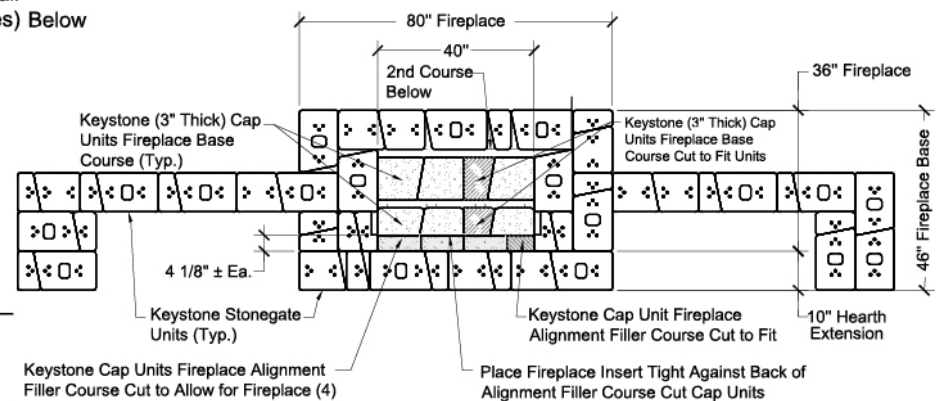 es) Below
80" Fireplace
40"
2nd Course
Below
36" Fireplace
Keystone (3" Thick) Cap
Units Fireplace Base
Course (Typ.)
Keystone (3" Thick) Cap
Units Fireplace Base
Course Cut to Fit Units
46" Fireplace Base
4 1/8" ± Ea.
Keystone Stonegate
Units (Typ.)
Keystone Cap Unit Fireplace
Alignment Filler Course Cut to Fit
10" Hearth
Extension
Keystone Cap Units Fireplace Alignment
Filler Course Cut to Allow for Fireplace (4)
Place Fireplace Insert Tight Against Back of
Alignment Filler Course Cut Cap Units